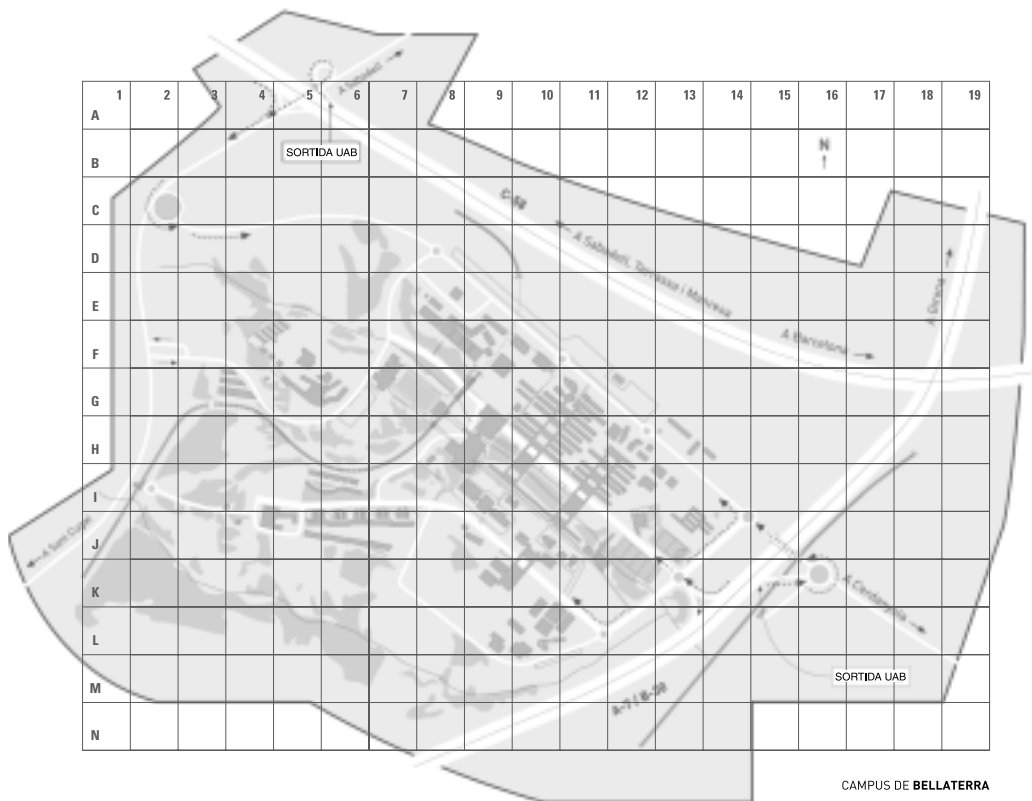 A Sabadell
1 2 3 4 5 6 7 8 9 10 11 12 13 14 15 16 17 18 19
A
SORTIDA UAB
N
B
C-58
C
A Sabadell, Terrassa i Manresa
D
A Girona
E
A Barcelona
F
G
H
I
A Sant Cugat
J
A Cerdanyola
K
L
SORTIDA UAB
M
A-7 / B-30
N
CAMPUS DE BELLATERRA